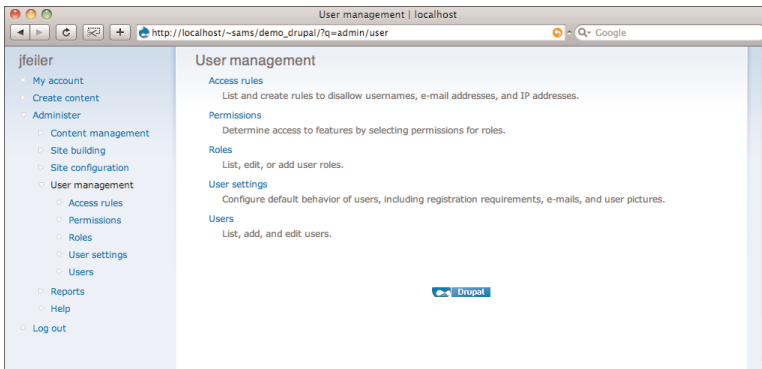 User management | localhost
http://localhost/~sams/demo_drupal/?q=admin/user
Google
jfeiler
My account
Create content
Administer
Content management
Site building
Site configuration
User management
Access rules
Permissions
Roles
User settings
Users
Reports
Help
Log out
User management
Access rules
List and create rules to disallow usernames, e-mail addresses, and IP addresses.
Permissions
Determine access to features by selecting permissions for roles.
Roles
List, edit, or add user roles.
User settings
Configure default behavior of users, including registration requirements, e-mails, and user pictures.
Users
List, add, and edit users.
Drupal